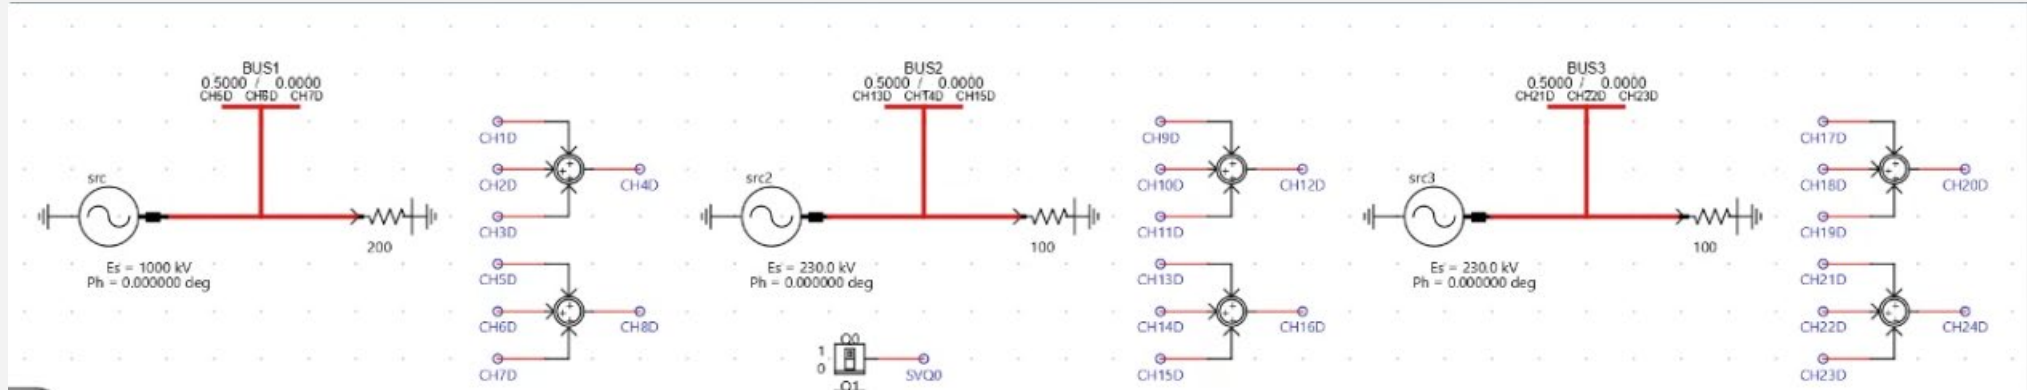 BUS1
0.5000 / 0.0000
CH5D CH6D CH7D
src
200
Es = 1000 kV
Ph = 0.000000 deg
CH1D
CH2D
CH4D
CH3D
CH5D
CH6D
CH8D
CH7D
BUS2
0.5000 / 0.0000
CH13D CH14D CH15D
src2
100
Es = 230.0 kV
Ph = 0.000000 deg
Q0
1
0
SVQ0
Q1
CH9D
CH10D
CH12D
CH11D
CH13D
CH14D
CH16D
CH15D
BUS3
0.5000 / 0.0000
CH21D CH22D CH23D
src3
100
Es = 230.0 kV
Ph = 0.000000 deg
CH17D
CH18D
CH20D
CH19D
CH21D
CH22D
CH24D
CH23D